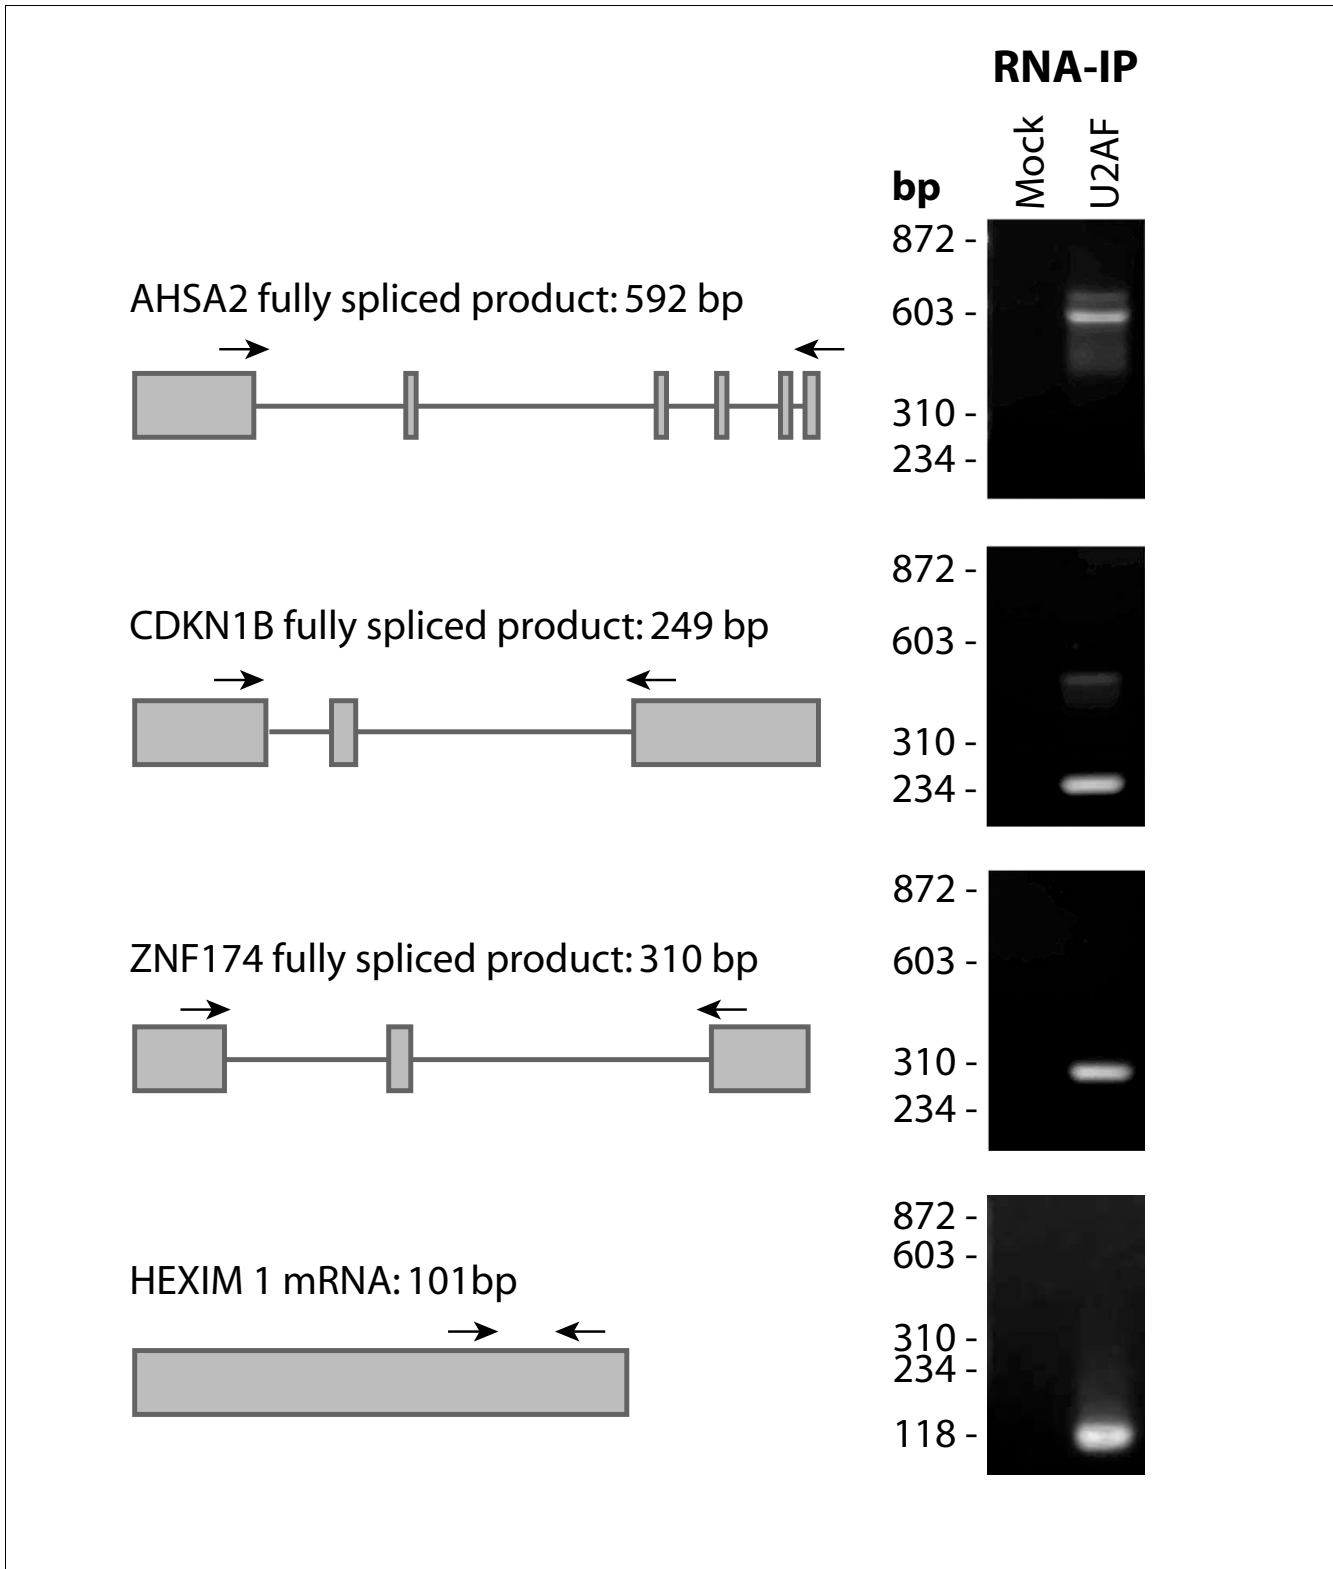 RNA-IP
Mock
U2AF
bp
AHSA2 fully spliced product: 592 bp
872 -
603 -
310 -
234 -
CDKN1B fully spliced product: 249 bp
872 -
603 -
310 -
234 -
ZNF174 fully spliced product: 310 bp
872 -
603 -
310 -
234 -
HEXIM 1 mRNA: 101bp
872 -
603 -
310 -
234 -
118 -